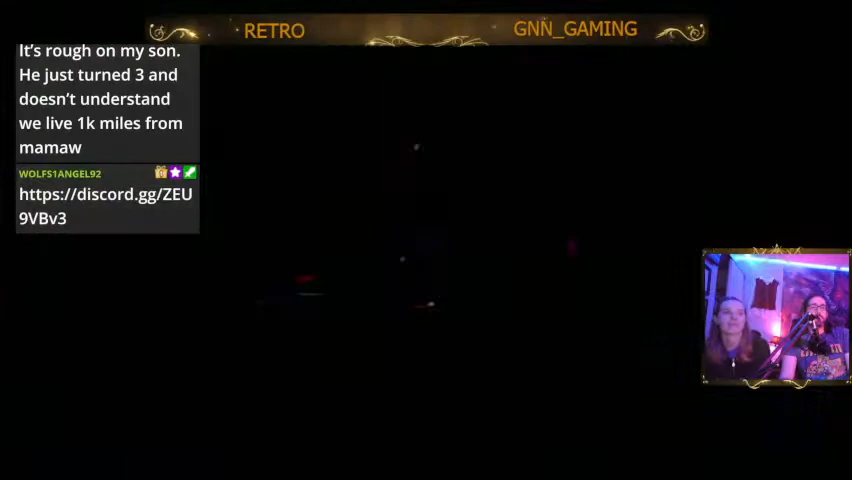 RETRO
GNN_GAMING
It's rough on my son.
He just turned 3 and
doesn't understand
we live 1k miles from
mamaw
WOLFS1ANGEL92
https://discord.gg/ZEU
9VBv3